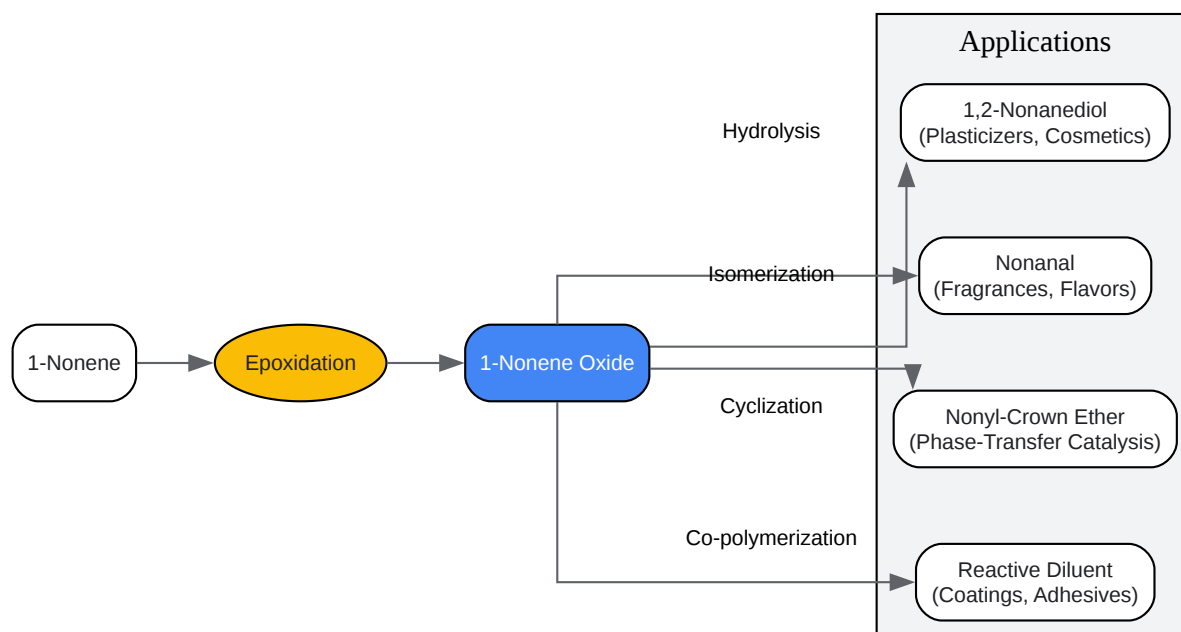 Applications
Hydrolysis
1,2-Nonanediol
(Plasticizers, Cosmetics)
Isomerization
Nonanal
(Fragrances, Flavors)
1-Nonene
Epoxidation
1-Nonene Oxide
Cyclization
Nonyl-Crown Ether
(Phase-Transfer Catalysis)
Co-polymerization
Reactive Diluent
(Coatings, Adhesives)